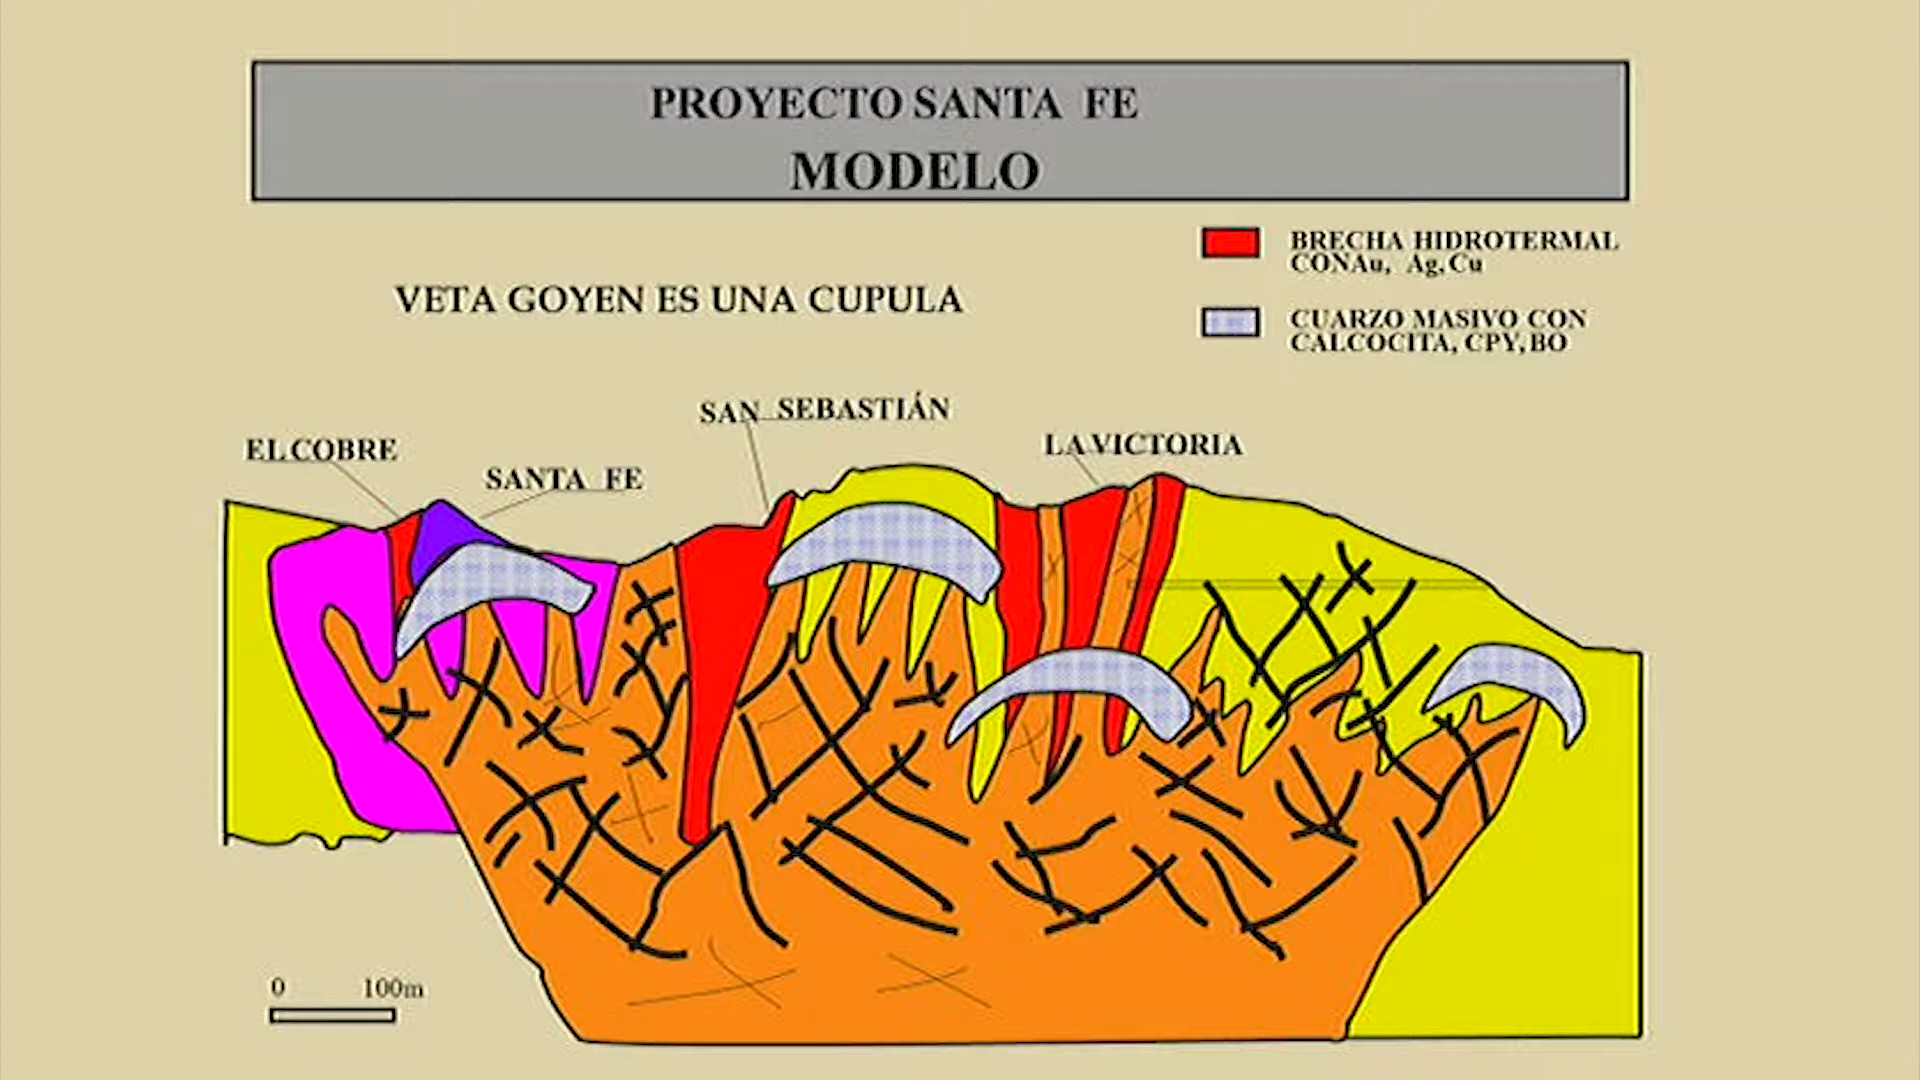 PROYECTO SANTA FE
MODELO
BRECHA HIDROTERMAL
CONAu, Ag, Cu
VETA GOYEN ES UNA CUPULA
CUARZO MASIVO CON
CALCOCITA, CPY, BO
SAN SEBASTIÁN
EL COBRE
LA VICTORIA
SANTA FE
0 100m